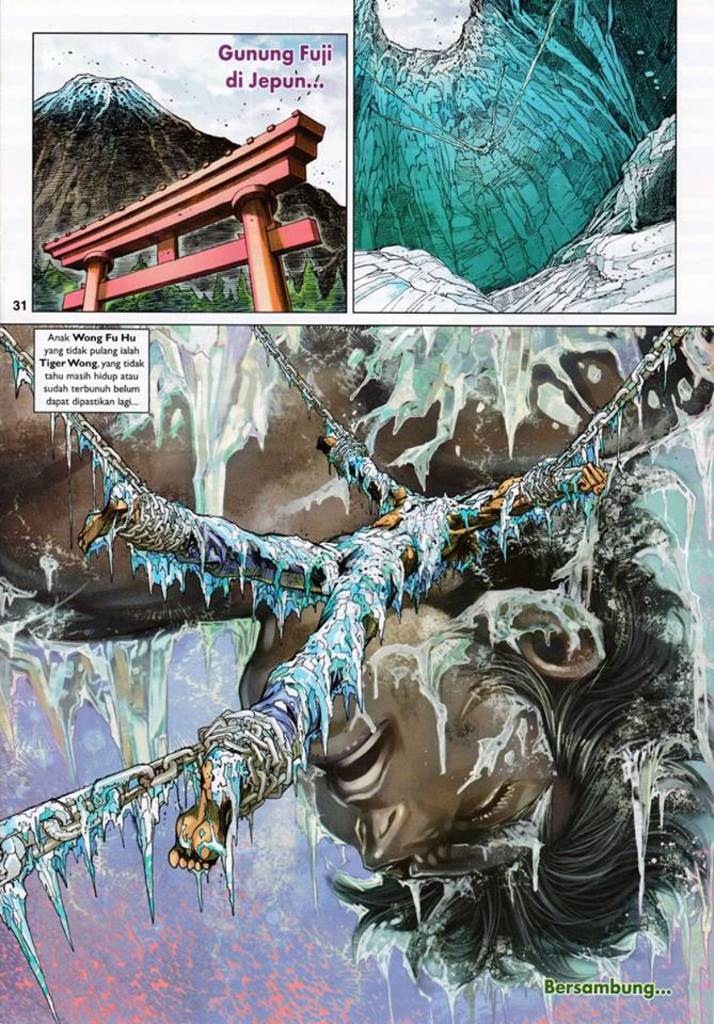 Gunung Fuji
di Jepun...
31
Anak Wong Fu Hu
yang tidak pulang ialah
Tiger Wong, yang tidak
tahu masih hidup atau
sudah terbunuh belum
dapat dipastikan lagi...
Bersambung...